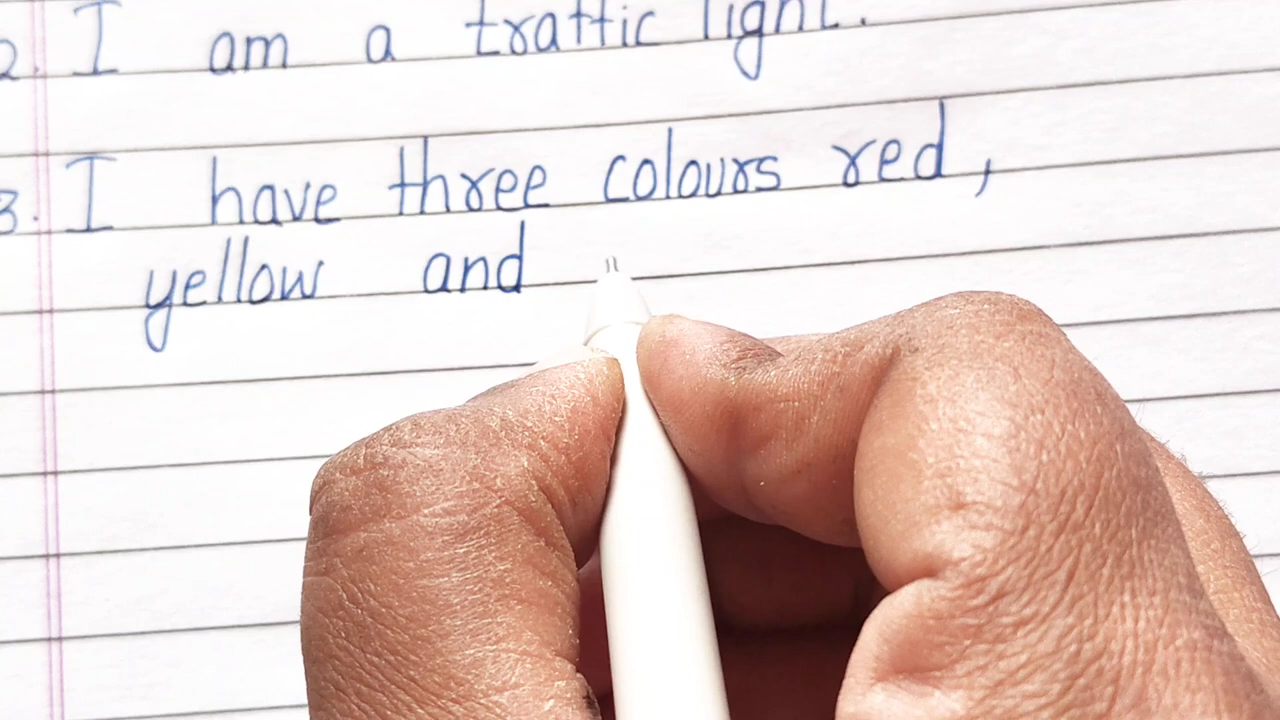 2. I am a traffic light.
3. I have three colours red,
yellow and